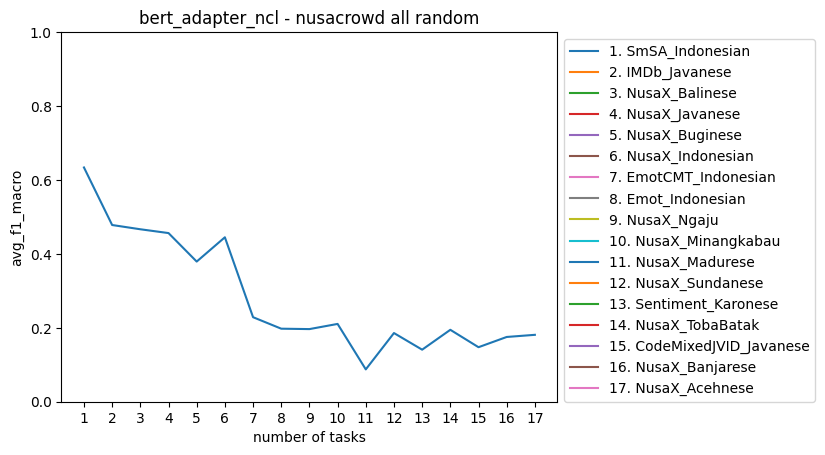 bert_adapter_ncl - nusacrowd all random
1.0
0.8
0.6
0.4
0.2
0.0
avg_f1_macro
1 2 3 4 5 6 7 8 9 10 11 12 13 14 15 16 17
number of tasks
1. SmSA_Indonesian
2. IMDb_Javanese
3. NusaX_Balinese
4. NusaX_Javanese
5. NusaX_Buginese
6. NusaX_Indonesian
7. EmotCMT_Indonesian
8. Emot_Indonesian
9. NusaX_Ngaju
10. NusaX_Minangkabau
11. NusaX_Madurese
12. NusaX_Sundanese
13. Sentiment_Karonese
14. NusaX_TobaBatak
15. CodeMixedJVID_Javanese
16. NusaX_Banjarese
17. NusaX_Acehnese